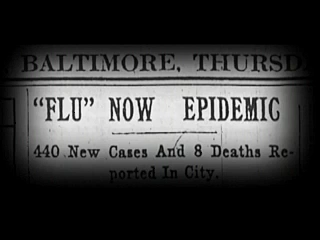 BALTIMORE, THURSD
"FLU" NOW EPIDEMIC
440 New Cases And 8 Deaths Re-
ported In City.